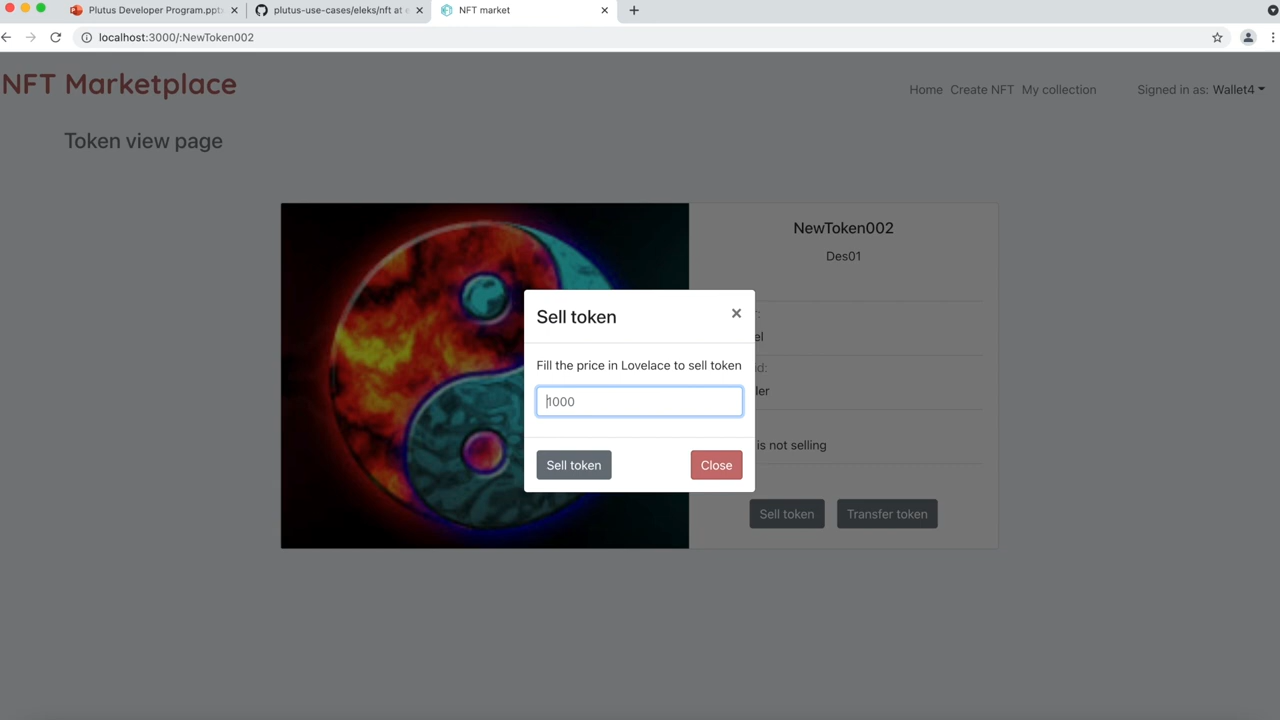 Plutus Developer Program.ppt
plutus-use-cases/eleks/nft at
NFT market
localhost:3000/:NewToken002
NFT Marketplace
Home
Create NFT
My collection
Signed in as: Wallet4
Token view page
NewToken002
Des01
Sell token
Fill the price in Lovelace to sell token
1000
is not selling
Sell token
Close
Sell token
Transfer token